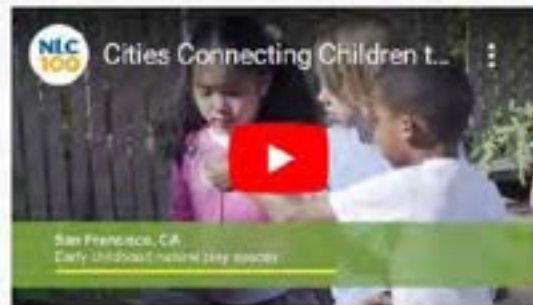 NLC
100
Cities Connecting Children t...
San Francisco, CA
Early childhood natural play spaces